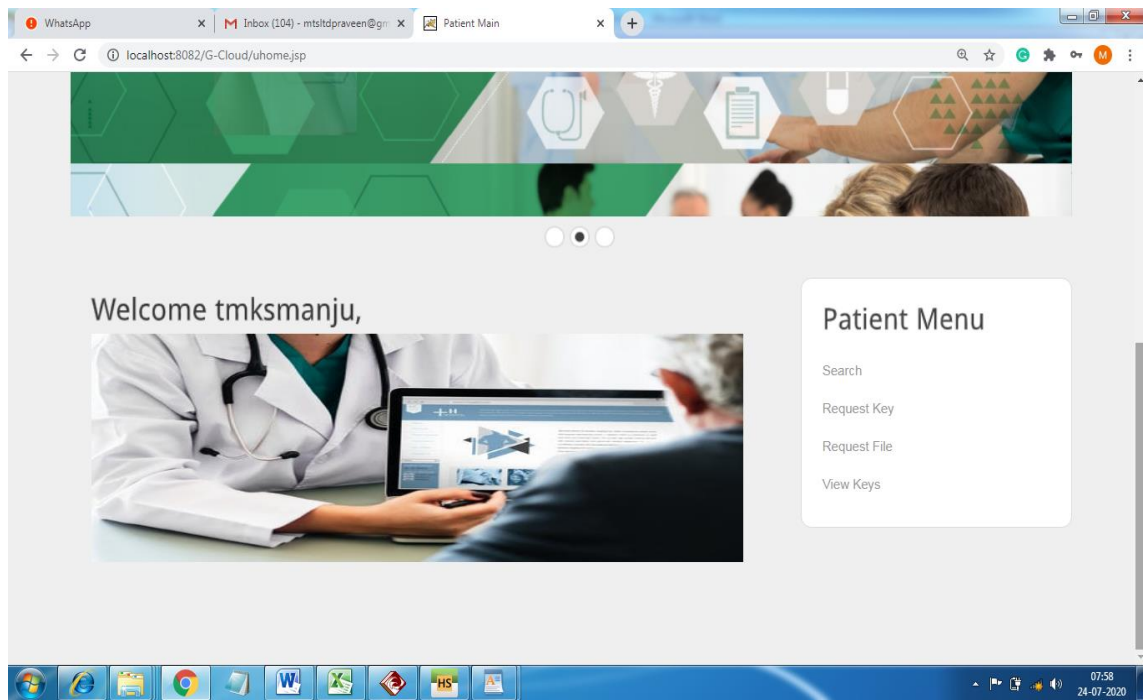 WhatsApp
Inbox (104) - mtsltdpraveen@gm
Patient Main
localhost:8082/G-Cloud/uhome.jsp
M
Welcome tmksmanju,
Patient Menu
Search
Request Key
Request File
View Keys
HS
07:58
24-07-2020